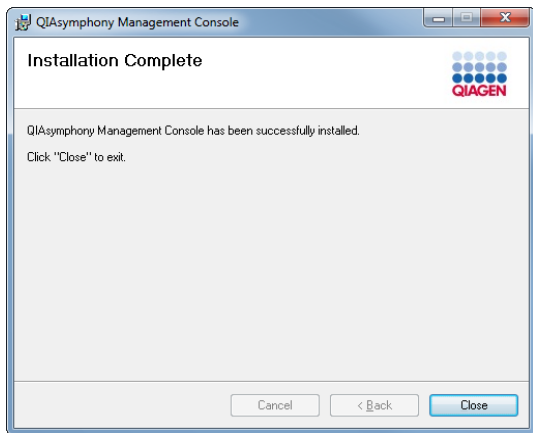 QIAsymphony Management Console
Installation Complete
QIAGEN
QIAsymphony Management Console has been successfully installed.
Click "Close" to exit.
Cancel
< Back
Close